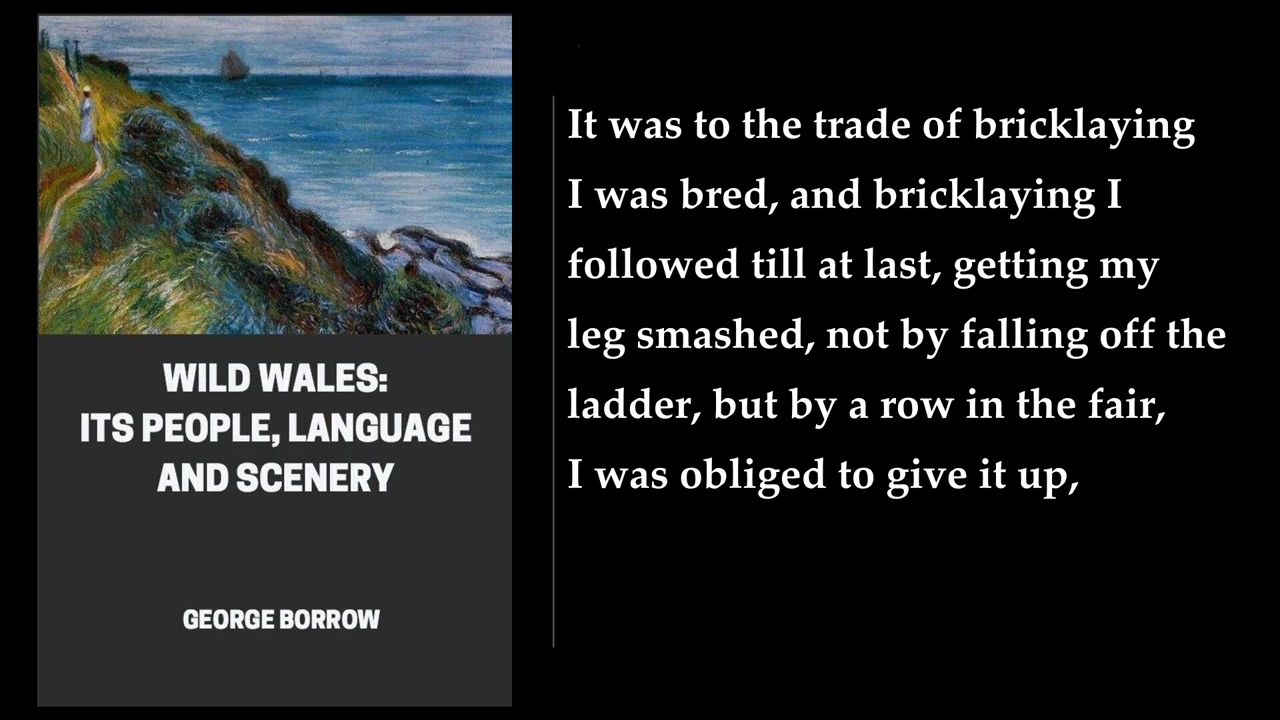 WILD WALES:
ITS PEOPLE, LANGUAGE
AND SCENERY
GEORGE BORROW
It was to the trade of bricklaying
I was bred, and bricklaying I
followed till at last, getting my
leg smashed, not by falling off the
ladder, but by a row in the fair,
I was obliged to give it up,